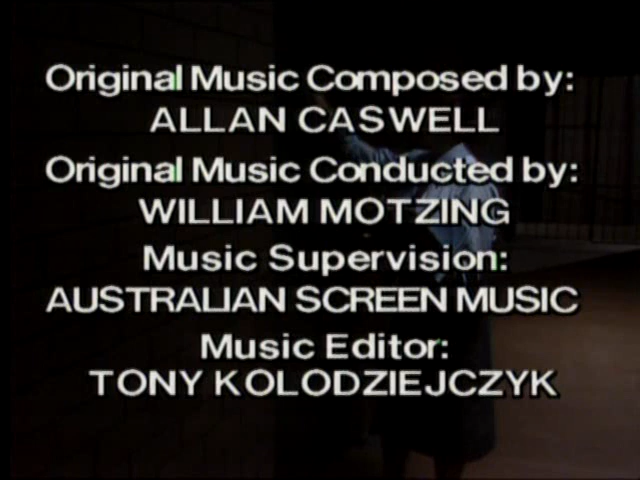 Original Music Composed by:
ALLAN CASWELL
Original Music Conducted by:
WILLIAM MOTZING
Music Supervision:
AUSTRALIAN SCREEN MUSIC
Music Editor:
TONY KOLODZIEJCZYK